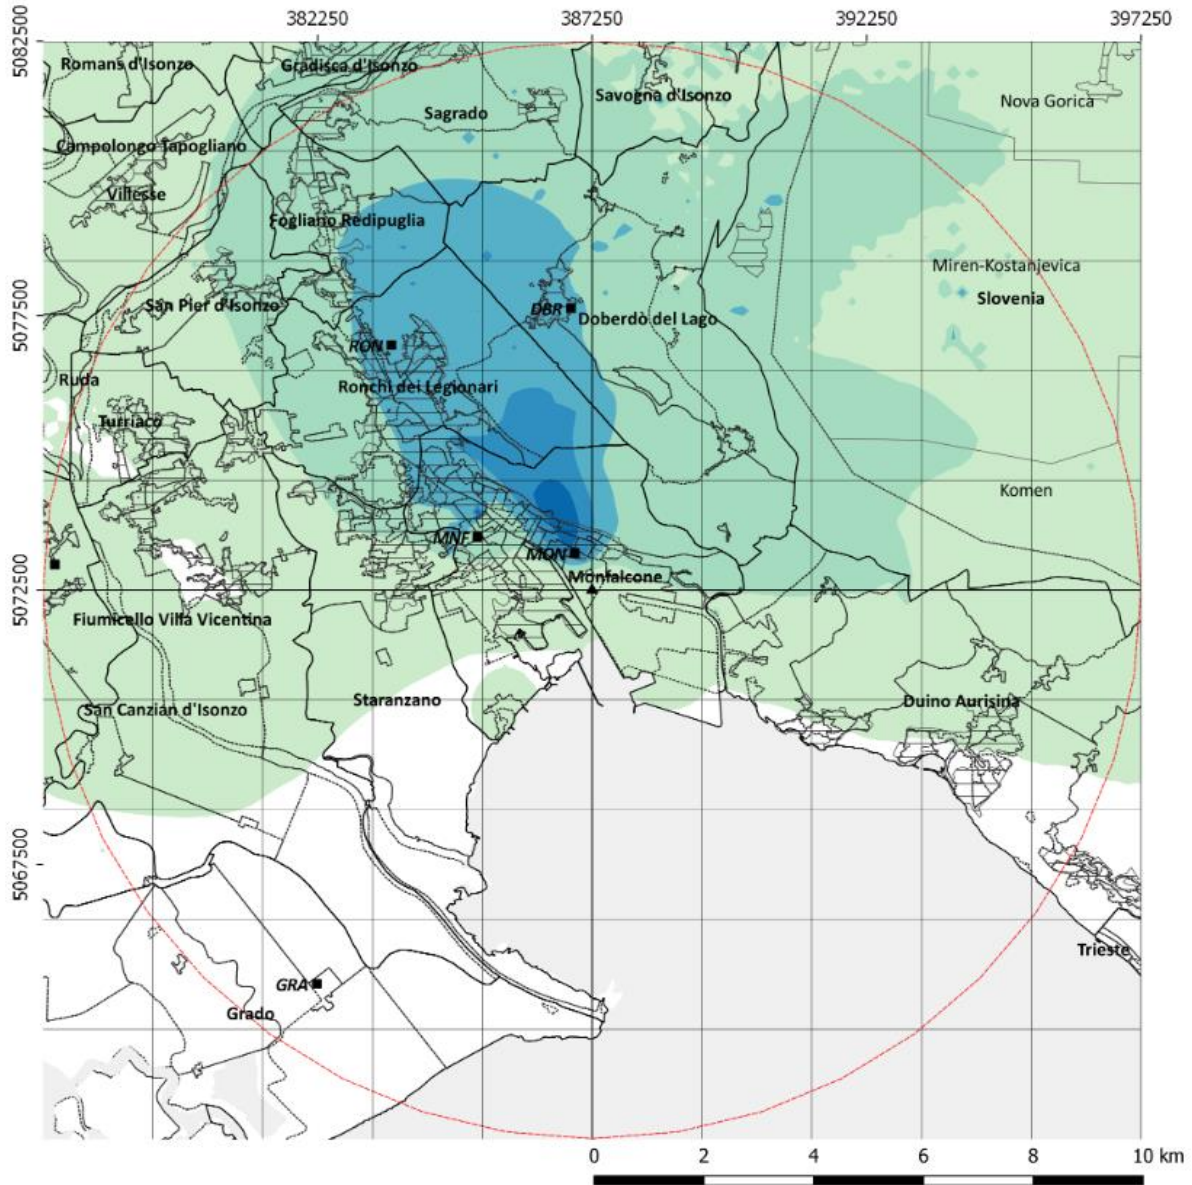 382250 387250 392250 397250
5082500
Romans d'Isonzo
Gradisca d'Isonzo
Savogna d'Isonzo
Nova Gorica
Sagrado
Campolongo Tapogliano
Villesse
Fogliano Redipuglia
Miren-Kostanjevica
Slovenia
San Pier d'Isonzo
5077500
DBR
Doberdò del Lago
RON
Ruda
Ronchi dei Legionari
Turriaco
Komen
MNF
MON
Monfalcone
5072500
Fiumicello Villa Vicentina
Staranzano
Duino Aurisina
San Canzian d'Isonzo
5067500
Trieste
GRA
Grado
0 2 4 6 8 10 km